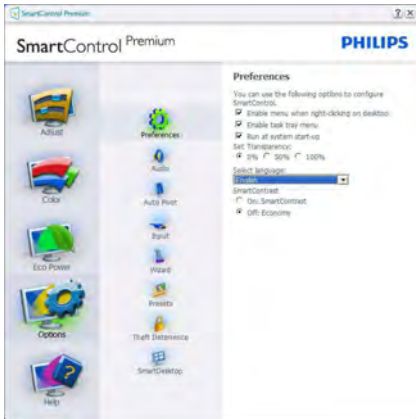 SmartControl Premium
? ×
SmartControl Premium
PHILIPS
Adjust
Color
Eco Power
Options
Help
Preferences
Audio
Auto Pivot
Input
Wizard
Presets
Theft Deterrence
SmartDesktop
Preferences
You can use the following options to configure
SmartControl.
Enable menu when right-clicking on desktop
Enable task tray menu
Run at system start-up
Set Transparency:
0% 50% 100%
Select language:
English
SmartContrast
On: SmartContrast
Off: Economy